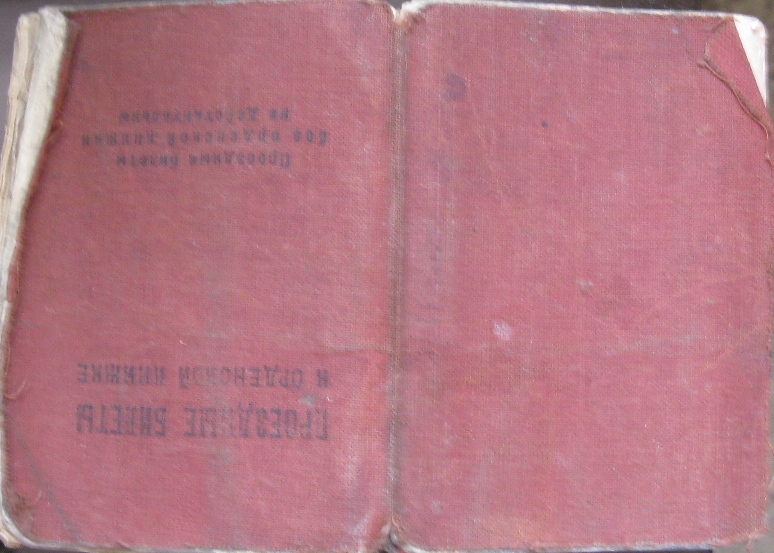 ПРОЕЗДНЫЕ БИЛЕТЫ
К ОРДЕНСКОЙ КНИЖКЕ
Проездные билеты
без орденской книжки
не действительны